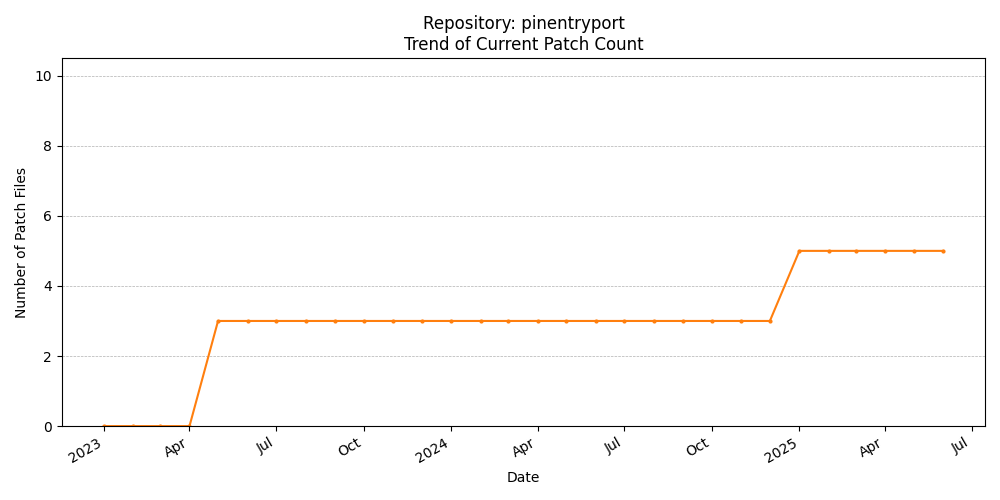 Repository: pinentryport
Trend of Current Patch Count
10
8
6
4
2
0
Number of Patch Files
2023 Apr Jul Oct 2024 Apr Jul Oct 2025 Apr Jul
Date